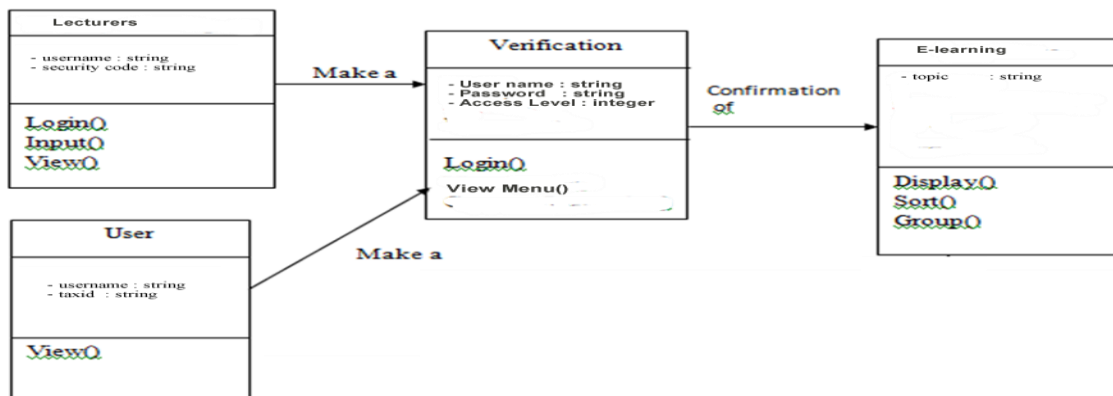 Lecturers
- username : string
- security code : string
Login()
Input()
View()
Make a
Verification
- User name : string
- Password : string
- Access Level : integer
Login()
View Menu()
Confirmation
of
E-learning
- topic : string
Display()
Sort()
Group()
User
- username : string
- taxid : string
View()
Make a